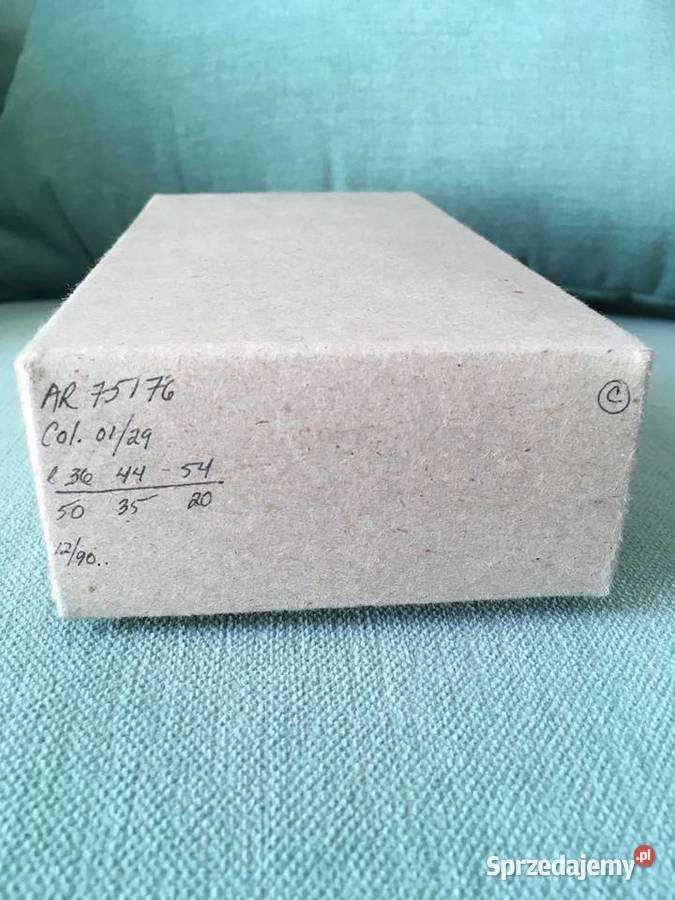 AR 75176
Ⓒ
Col. 01/29
l 36 44 - 54
50 35 20
12/90..
Sprzedajemy.pl